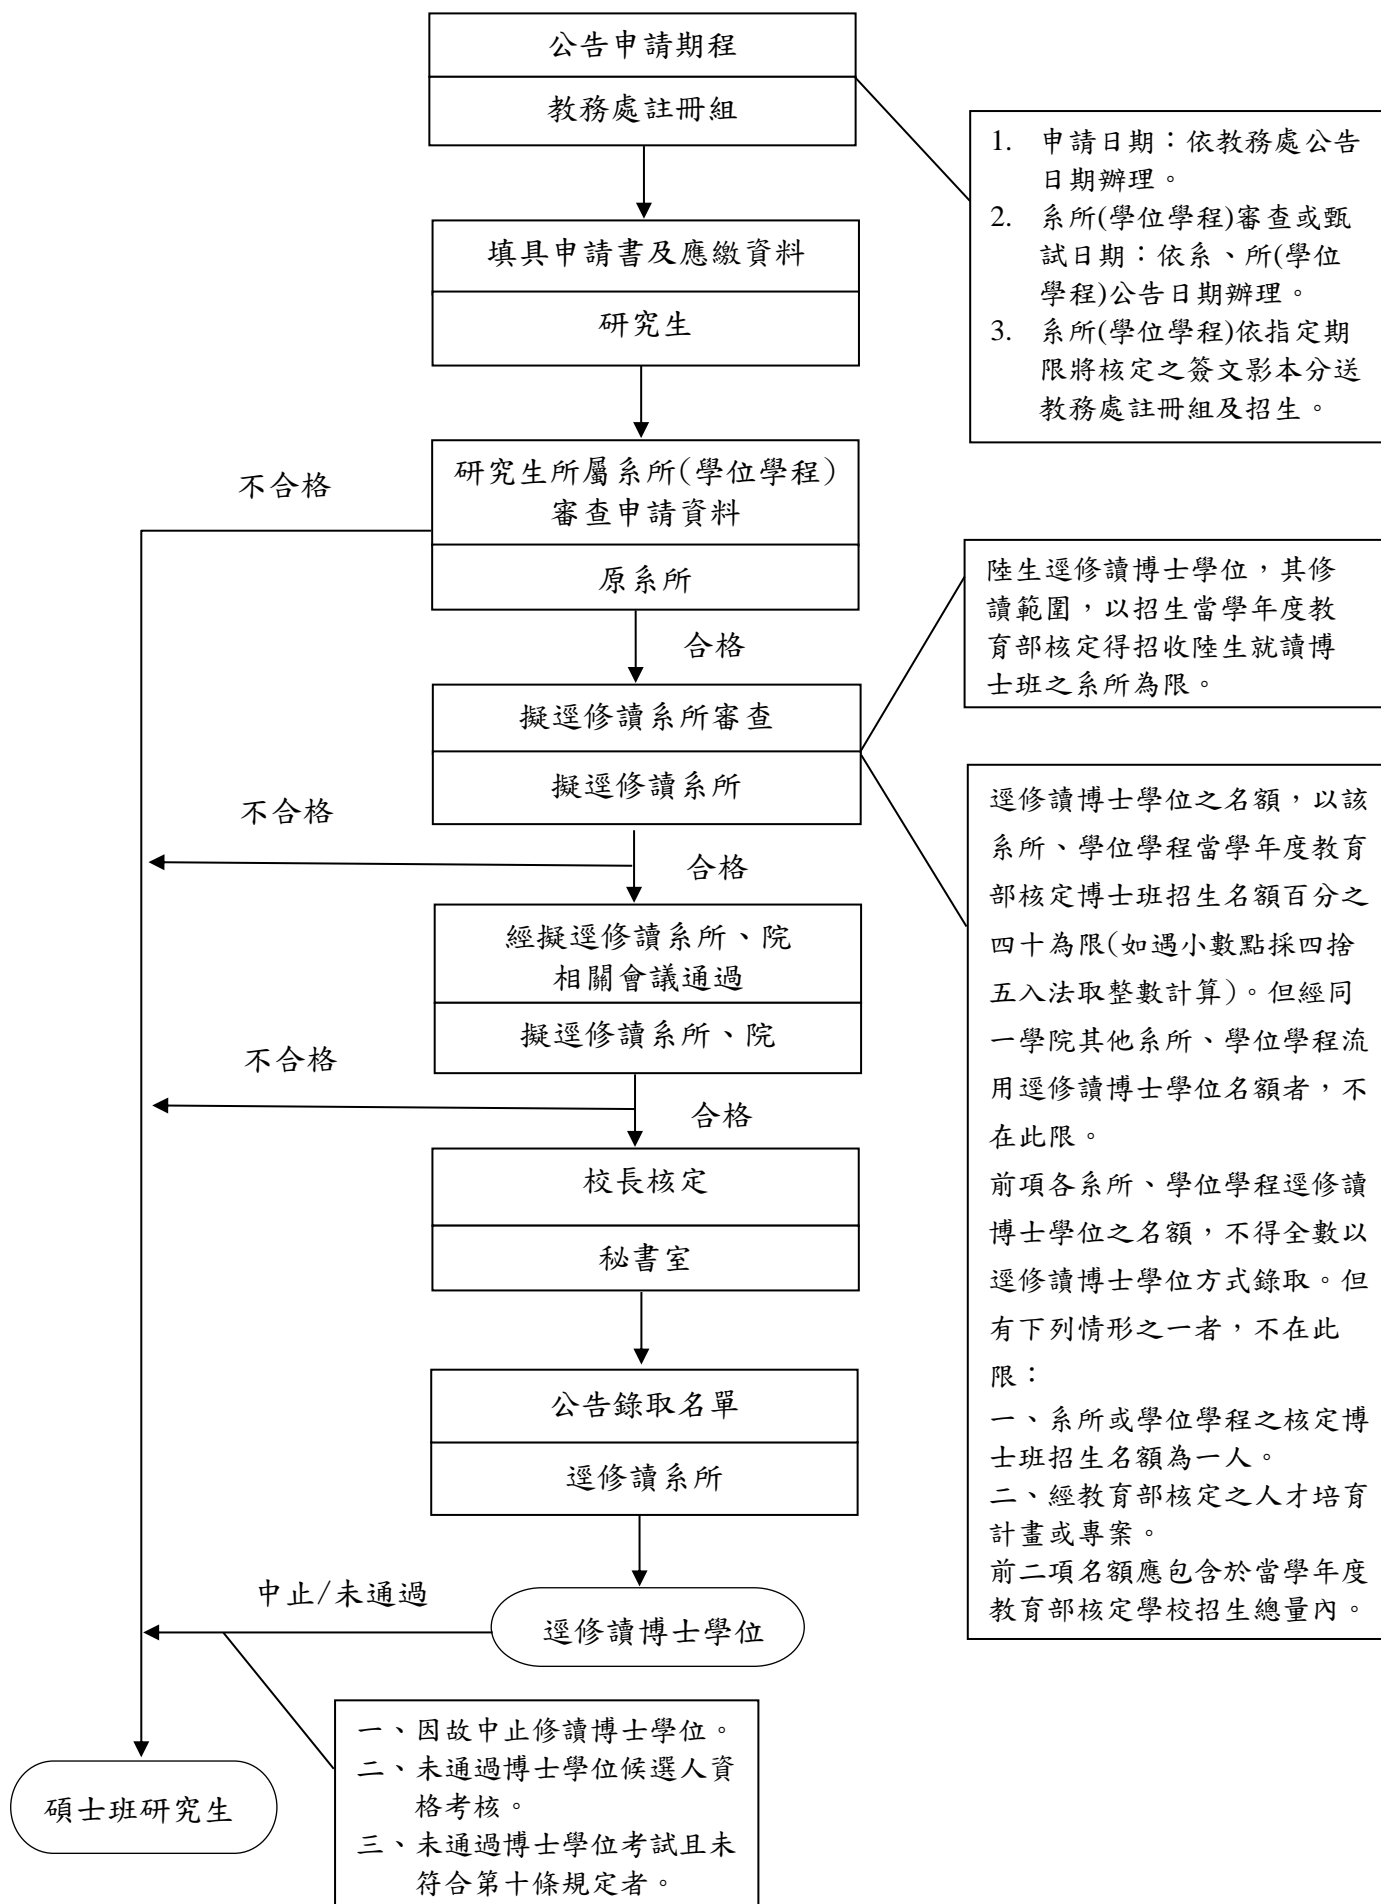 公告申請期程
教務處註冊組
1. 申請日期：依教務處公告
日期辦理。
2. 系所(學位學程)審查或甄
試日期：依系、所(學位
學程)公告日期辦理。
3. 系所(學位學程)依指定期
限將核定之簽文影本分送
教務處註冊組及招生。
填具申請書及應繳資料
研究生
不合格
研究生所屬系所(學位學程)
審查申請資料
原系所
合格
陸生逕修讀博士學位，其修
讀範圍，以招生當學年度教
育部核定得招收陸生就讀博
士班之系所為限。
擬逕修讀系所審查
擬逕修讀系所
不合格
合格
逕修讀博士學位之名額，以該
系所、學位學程當學年度教育
部核定博士班招生名額百分之
四十為限(如遇小數點採四捨
五入法取整數計算)。但經同
一學院其他系所、學位學程流
用逕修讀博士學位名額者，不
在此限。
前項各系所、學位學程逕修讀
博士學位之名額，不得全數以
逕修讀博士學位方式錄取。但
有下列情形之一者，不在此
限：
一、系所或學位學程之核定博
士班招生名額為一人。
二、經教育部核定之人才培育
計畫或專案。
前二項名額應包含於當學年度
教育部核定學校招生總量內。
經擬逕修讀系所、院
相關會議通過
擬逕修讀系所、院
不合格
合格
校長核定
秘書室
公告錄取名單
逕修讀系所
中止/未通過
逕修讀博士學位
一、因故中止修讀博士學位。
二、未通過博士學位候選人資
格考核。
三、未通過博士學位考試且未
符合第十條規定者。
碩士班研究生